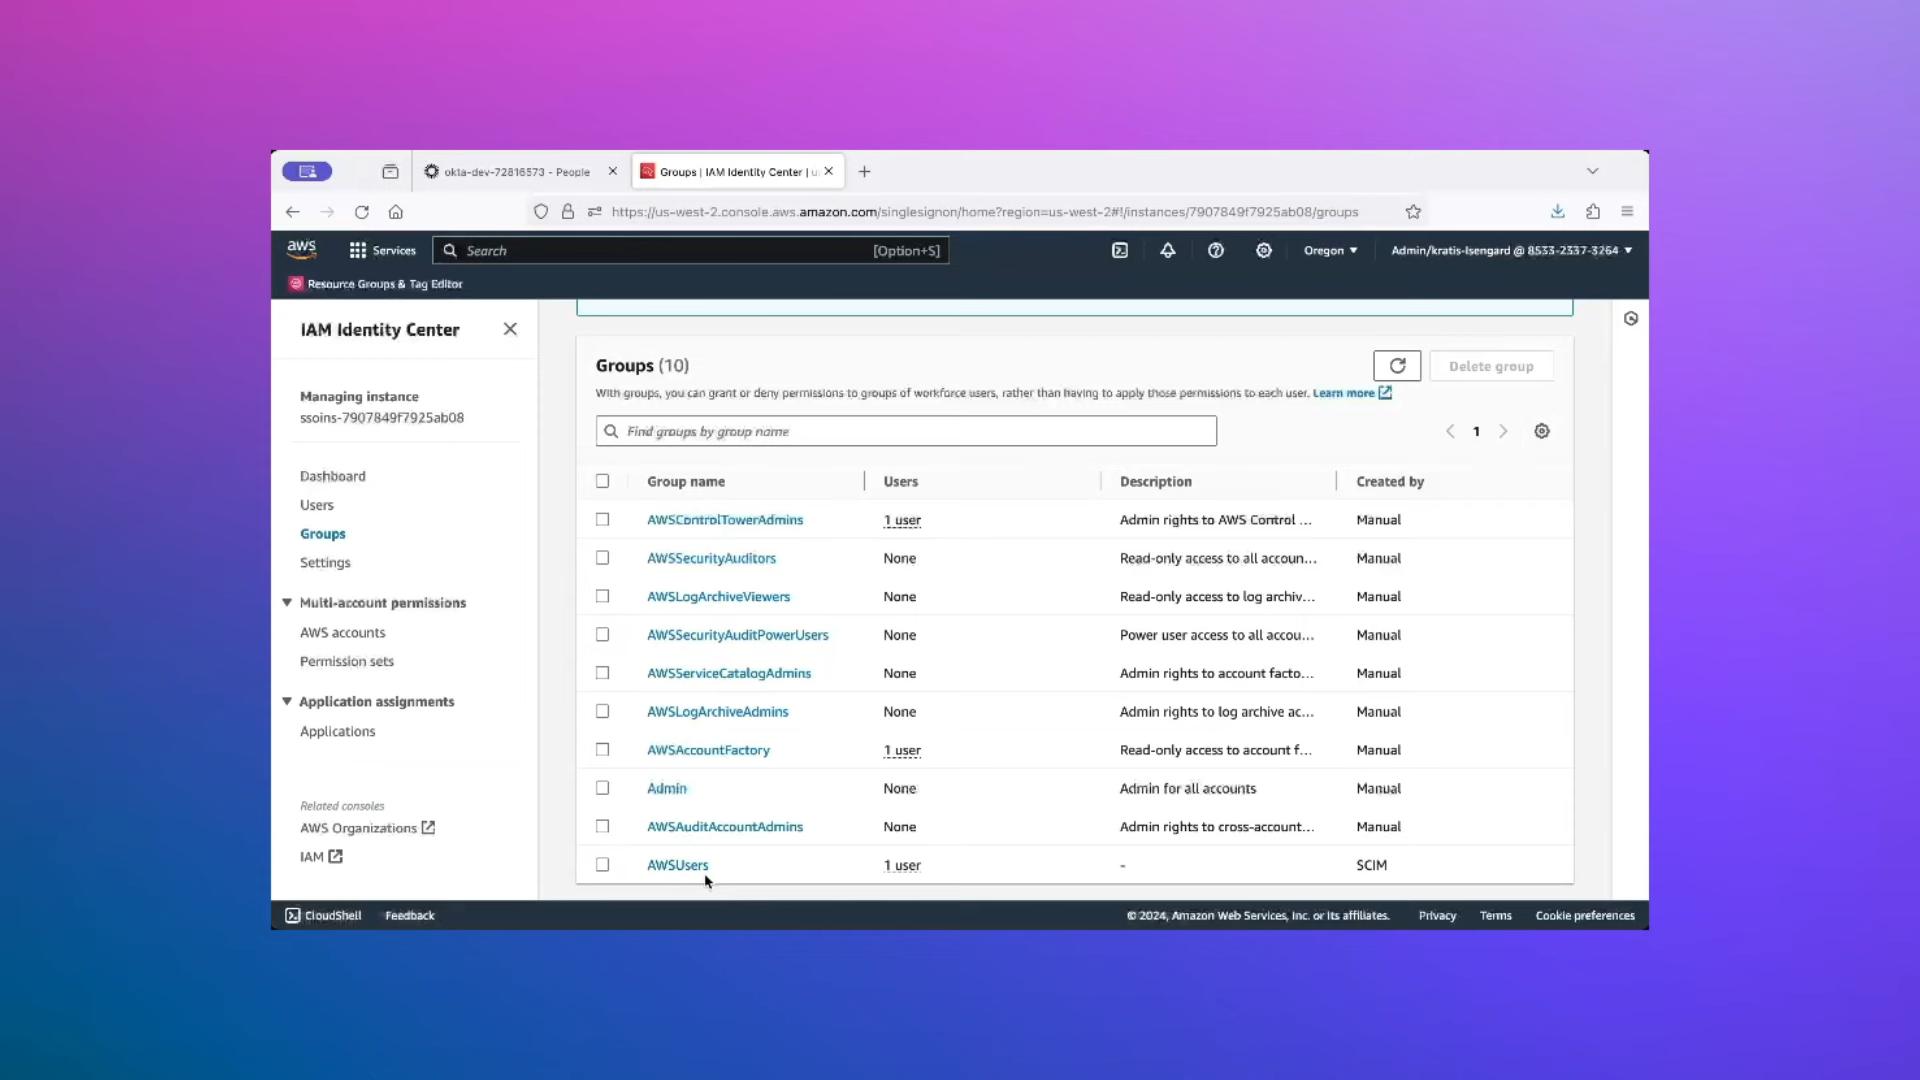 okta-dev-72816573 - People
Groups | IAM Identity Center | u
https://us-west-2.console.aws.amazon.com/singlesignon/home?region=us-west-2#!/instances/7907849f7925ab08/groups
aws
Services
Search
[Option+S]
Oregon
Admin/kratis-Isengard @ 8533-2337-3264
Resource Groups & Tag Editor
IAM Identity Center
Managing instance
ssoins-7907849f7925ab08
Dashboard
Users
Groups
Settings
Multi-account permissions
AWS accounts
Permission sets
Application assignments
Applications
Related consoles
AWS Organizations
IAM
Groups (10)
Delete group
With groups, you can grant or deny permissions to groups of workforce users, rather than having to apply those permissions to each user. Learn more
Find groups by group name
1
Group name Users Description Created by
AWSControlTowerAdmins 1 user Admin rights to AWS Control ... Manual
AWSSecurityAuditors None Read-only access to all accoun... Manual
AWSLogArchiveViewers None Read-only access to log archiv... Manual
AWSSecurityAuditPowerUsers None Power user access to all accou... Manual
AWSServiceCatalogAdmins None Admin rights to account facto... Manual
AWSLogArchiveAdmins None Admin rights to log archive ac... Manual
AWSAccountFactory 1 user Read-only access to account f... Manual
Admin None Admin for all accounts Manual
AWSAuditAccountAdmins None Admin rights to cross-account... Manual
AWSUsers 1 user - SCIM
CloudShell Feedback
© 2024, Amazon Web Services, Inc. or its affiliates. Privacy Terms Cookie preferences